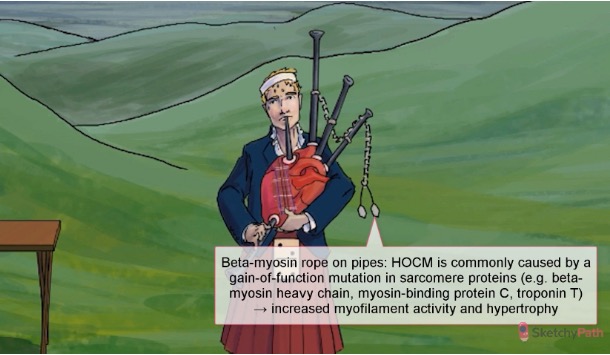 Beta-myosin rope on pipes: HOCM is commonly caused by a
gain-of-function mutation in sarcomere proteins (e.g. beta-
myosin heavy chain, myosin-binding protein C, troponin T)
→ increased myofilament activity and hypertrophy
SketchyPath